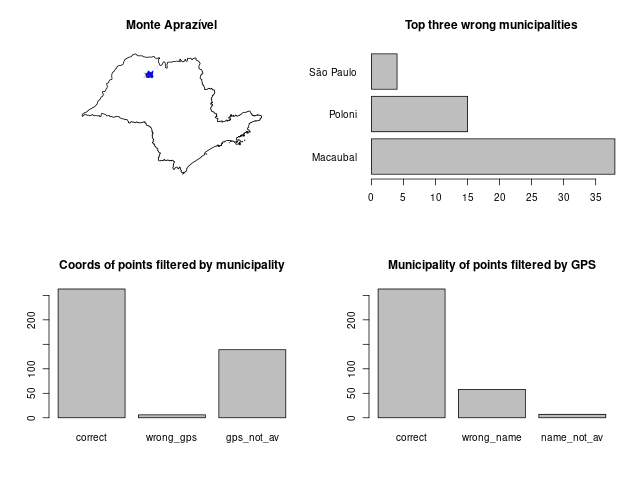 Monte Aprazível
Top three wrong municipalities
São Paulo
Poloni
Macaubal
0 5 10 15 20 25 30 35
Coords of points filtered by municipality
200
100
50
0
correct wrong_gps gps_not_av
Municipality of points filtered by GPS
200
100
50
0
correct wrong_name name_not_av